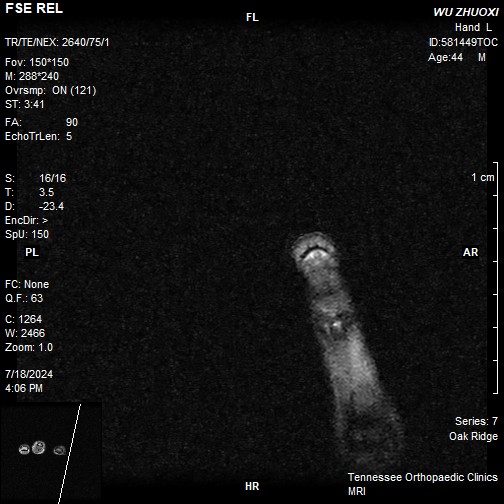 FSE REL
WU ZHUOXI
Hand L
TR/TE/NEX: 2640/75/1
ID:581449TOC
Age:44 M
Fov: 150*150
M: 288*240
Ovrsmp: ON (121)
ST: 3:41
FA: 90
EchoTrLen: 5
FL
S: 16/16
T: 3.5
D: -23.4
EncDir: >
SpU: 150
1 cm
PL
AR
FC: None
Q.F.: 63
C: 1264
W: 2466
Zoom: 1.0
7/18/2024
4:06 PM
Series: 7
Oak Ridge
HR
Tennessee Orthopaedic Clinics
MRI